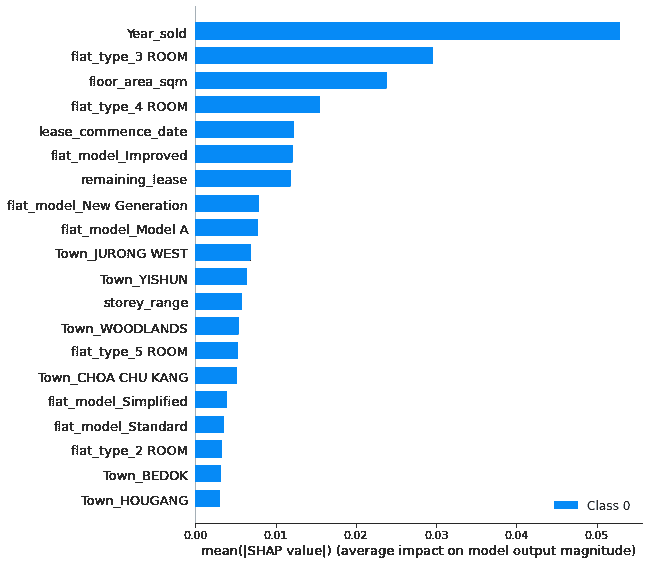 Year_sold
flat_type_3 ROOM
floor_area_sqm
flat_type_4 ROOM
lease_commence_date
flat_model_Improved
remaining_lease
flat_model_New Generation
flat_model_Model A
Town_JURONG WEST
Town_YISHUN
storey_range
Town_WOODLANDS
flat_type_5 ROOM
Town_CHOA CHU KANG
flat_model_Simplified
flat_model_Standard
flat_type_2 ROOM
Town_BEDOK
Town_HOUGANG
Class 0
0.00 0.01 0.02 0.03 0.04 0.05
mean(|SHAP value|) (average impact on model output magnitude)